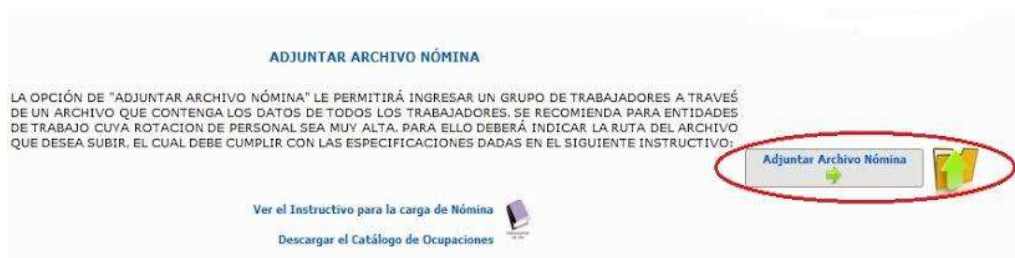 ADJUNTAR ARCHIVO NÓMINA
LA OPCIÓN DE "ADJUNTAR ARCHIVO NÓMINA" LE PERMITIRÁ INGRESAR UN GRUPO DE TRABAJADORES A TRAVÉS
DE UN ARCHIVO QUE CONTENGA LOS DATOS DE TODOS LOS TRABAJADORES. SE RECOMIENDA PARA ENTIDADES
DE TRABAJO CUYA ROTACION DE PERSONAL SEA MUY ALTA. PARA ELLO DEBERÁ INDICAR LA RUTA DEL ARCHIVO
QUE DESEA SUBIR. EL CUAL DEBE CUMPLIR CON LAS ESPECIFICACIONES DADAS EN EL SIGUIENTE INSTRUCTIVO:
Adjuntar Archivo Nómina
Ver el Instructivo para la carga de Nómina
Descargar el Catálogo de Ocupaciones